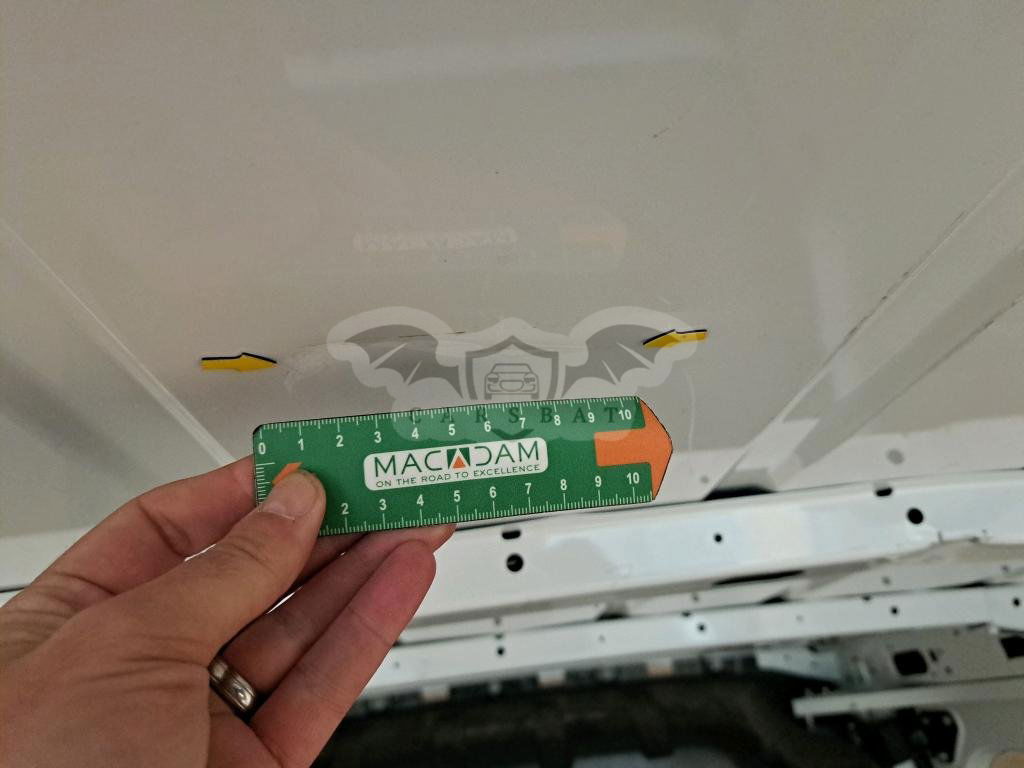 CARSBAT
0 1 2 3 4 5 6 7 8 9 10
MACADAM
ON THE ROAD TO EXCELLENCE
2 3 4 5 6 7 8 9 10